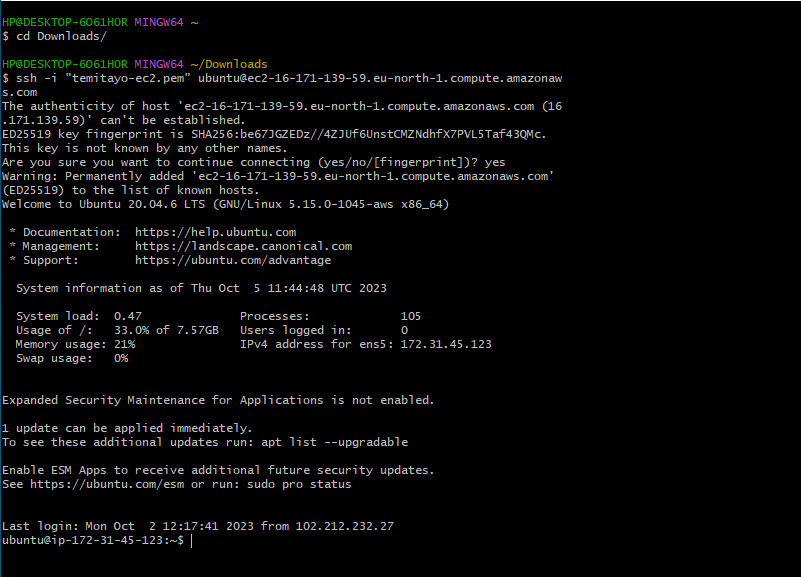 HP@DESKTOP-6O61HOR MINGW64 ~
$ cd Downloads/
HP@DESKTOP-6O61HOR MINGW64 ~/Downloads
$ ssh -i "temitayo-ec2.pem" ubuntu@ec2-16-171-139-59.eu-north-1.compute.amazonaw
s.com
The authenticity of host 'ec2-16-171-139-59.eu-north-1.compute.amazonaws.com (16
.171.139.59)' can't be established.
ED25519 key fingerprint is SHA256:be67JGZEDz//4ZJUf6UnstCMZNdhfX7PVL5Taf43QMc.
This key is not known by any other names.
Are you sure you want to continue connecting (yes/no/[fingerprint])? yes
Warning: Permanently added 'ec2-16-171-139-59.eu-north-1.compute.amazonaws.com'
(ED25519) to the list of known hosts.
Welcome to Ubuntu 20.04.6 LTS (GNU/Linux 5.15.0-1045-aws x86_64)
* Documentation:  https://help.ubuntu.com
* Management:     https://landscape.canonical.com
* Support:        https://ubuntu.com/advantage
System information as of Thu Oct  5 11:44:48 UTC 2023
System load:  0.47              Processes:             105
Usage of /:   33.0% of 7.57GB   Users logged in:       0
Memory usage: 21%               IPv4 address for ens5: 172.31.45.123
Swap usage:   0%
Expanded Security Maintenance for Applications is not enabled.
1 update can be applied immediately.
To see these additional updates run: apt list --upgradable
Enable ESM Apps to receive additional future security updates.
See https://ubuntu.com/esm or run: sudo pro status
Last login: Mon Oct  2 12:17:41 2023 from 102.212.232.27
ubuntu@ip-172-31-45-123:~$